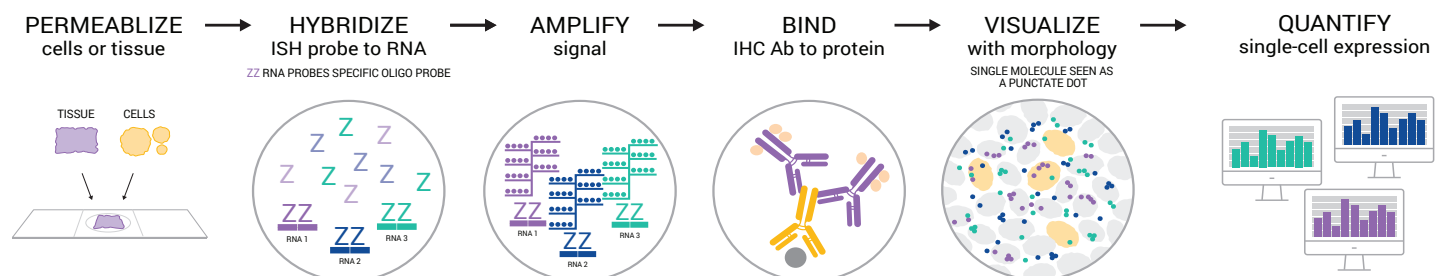 PERMEABLIZE
cells or tissue
TISSUE
CELLS
HYBRIDIZE
ISH probe to RNA
ZZ RNA PROBES SPECIFIC OLIGO PROBE
Z
Z
Z
Z
Z
Z
Z
Z
Z
ZZ
RNA 1
ZZ
RNA 2
ZZ
RNA 3
AMPLIFY
signal
ZZ
RNA 1
ZZ
RNA 2
ZZ
RNA 3
BIND
IHC Ab to protein
VISUALIZE
with morphology
SINGLE MOLECULE SEEN AS
A PUNCTATE DOT
QUANTIFY
single-cell expression